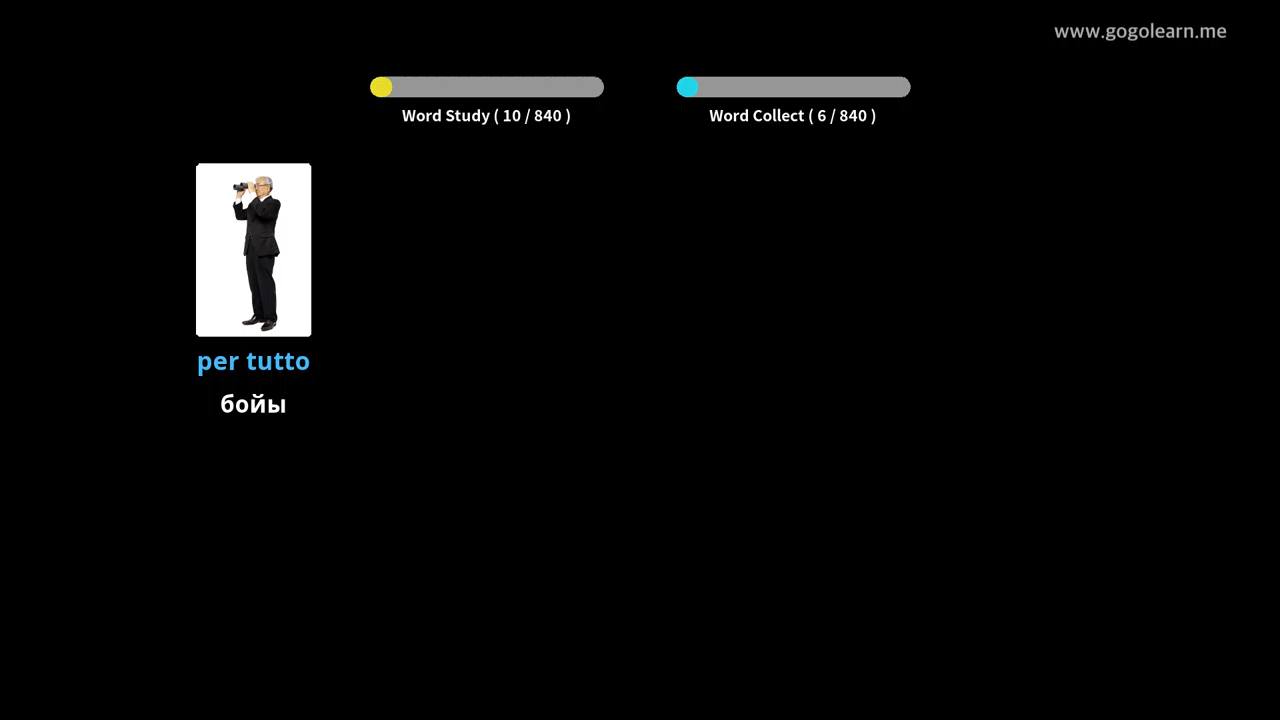 www.gogolearn.me
Word Study ( 10 / 840 )
Word Collect ( 6 / 840 )
per tutto
бойы